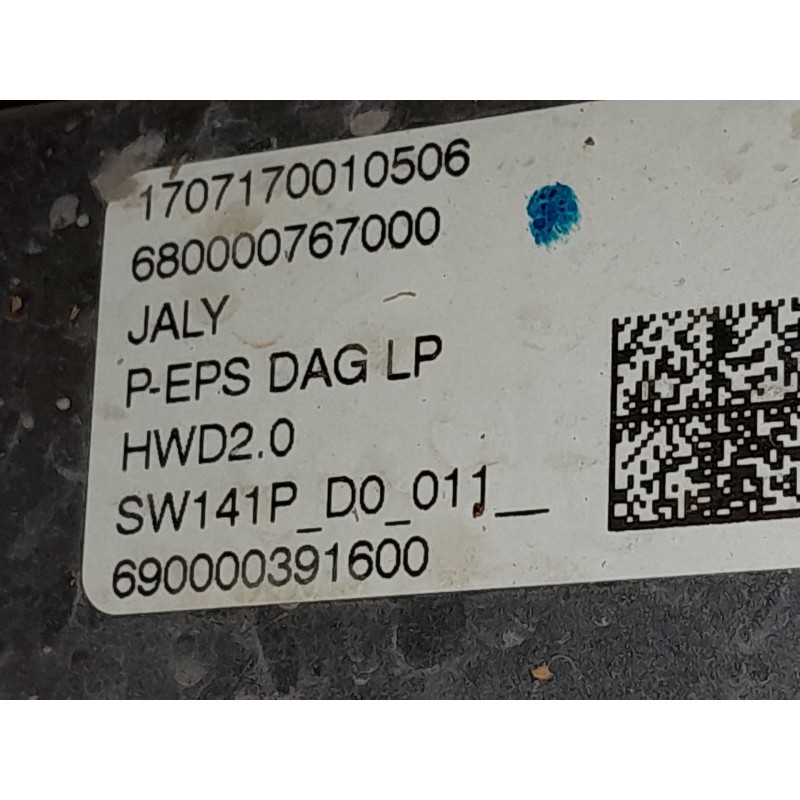 1707170010506
680000767000
JALY
P-EPS DAG LP
HWD2.0
SW141P_D0_011__
690000391600